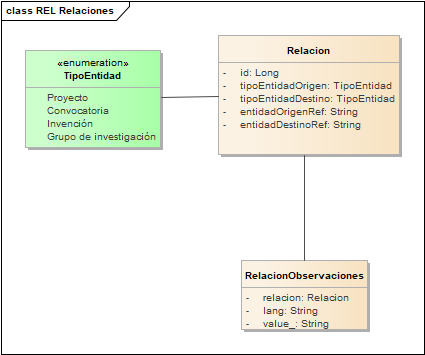 class REL Relaciones
«enumeration»
TipoEntidad
Proyecto
Convocatoria
Invención
Grupo de investigación
Relacion
- id: Long
- tipoEntidadOrigen: TipoEntidad
- tipoEntidadDestino: TipoEntidad
- entidadOrigenRef: String
- entidadDestinoRef: String
RelacionObservaciones
- relacion: Relacion
- lang: String
- value_: String